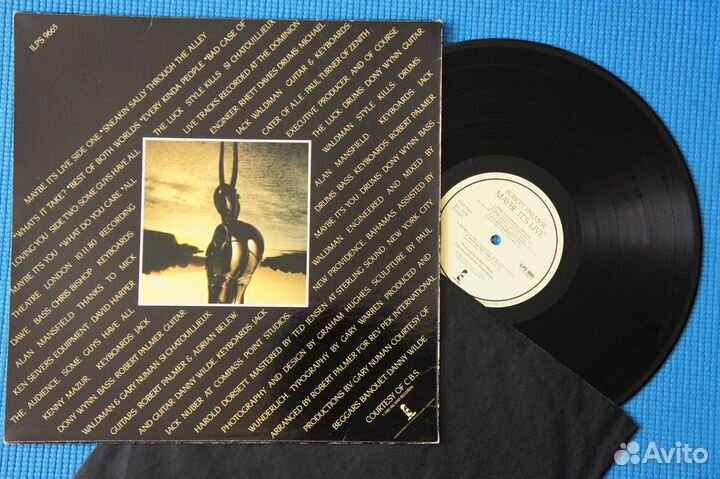 ILPS 9665
MAYBE IT'S LIVE SIDE ONE *SNEAKIN SALLY THROUGH THE ALLEY
*WHAT'S IT TAKE? *BEST OF BOTH WORLDS *EVERY KINDA PEOPLE *BAD CASE OF
LOVING YOU SIDE TWO SOME GUYS HAVE ALL THE LUCK STYLE KILLS SI CHATOUILLIEUX
MAYBE IT'S YOU *WHAT DO YOU CARE *ALL LIVE TRACKS RECORDED AT THE DOMINION
THEATRE LONDON 10.11.80 RECORDING ENGINEER RHETT DAVIES DRUMS MICHAEL
DAWE BASS CHRIS BISHOP KEYBOARDS JACK WALDMAN GUITAR & KEYBOARDS
ALAN MANSFIELD THANKS TO MICK CATER OF ALE PAUL TURNER OF ZENITH
KEN SEIVERS EQUIPMENT: DAVID HARPER EXECUTIVE PRODUCER AND OF COURSE
THE AUDIENCE SOME GUYS HAVE ALL THE LUCK DRUMS DONY WYNN GUITAR
KENNY MAZUR KEYBOARDS JACK WALDMAN STYLE KILLS DRUMS
DONY WYNN BASS ROBERT PALMER GUITAR ALAN MANSFIELD KEYBOARDS JACK
WALDMAN & GARY NUMAN SI CHATOUILLIEUX DRUMS BASS KEYBOARDS ROBERT PALMER
GUITARS ROBERT PALMER & ADRIAN BELEW MAYBE IT'S YOU DRUMS DONY WYNN BASS
AND GUITAR DANNY WILDE KEYBOARDS JACK WALDMAN. ENGINEERED AND MIXED BY
JACK NUBER AT COMPASS POINT STUDIOS NEW PROVIDENCE BAHAMAS ASSISTED BY
HAROLD DORSETT MASTERED BY TED JENSEN AT STERLING SOUND NEW YORK CITY
PHOTOGRAPHY AND DESIGN BY GRAHAM HUGHES SCULPTURE BY PAUL
WUNDERLICH TYPOGRAPHY BY GARY PRODUCED AND
ARRANGED BY ROBERT PALMER FOR REV PER INTERNATIONAL
PRODUCTIONS BY GARY NUMAN COURTESY OF
BEGGARS BANQUET DANNY WILDE
COURTESY OF C.B.S.
ROBERT PALMER
MAYBE IT'S LIVE
Avito